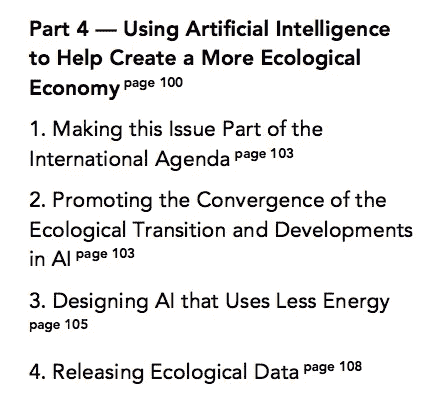 Part 4 — Using Artificial Intelligence
to Help Create a More Ecological
Economy page 100
1. Making this Issue Part of the
International Agenda page 103
2. Promoting the Convergence of the
Ecological Transition and Developments
in AI page 103
3. Designing AI that Uses Less Energy
page 105
4. Releasing Ecological Data page 108